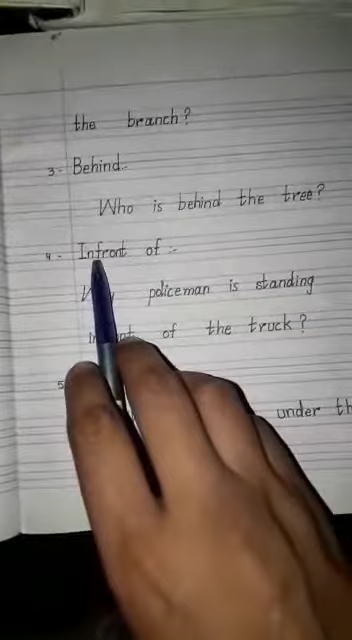 the branch?
3- Behind:-
Who is behind the tree?
4- Infront of :-
policeman is standing
of the truck?
5
under th